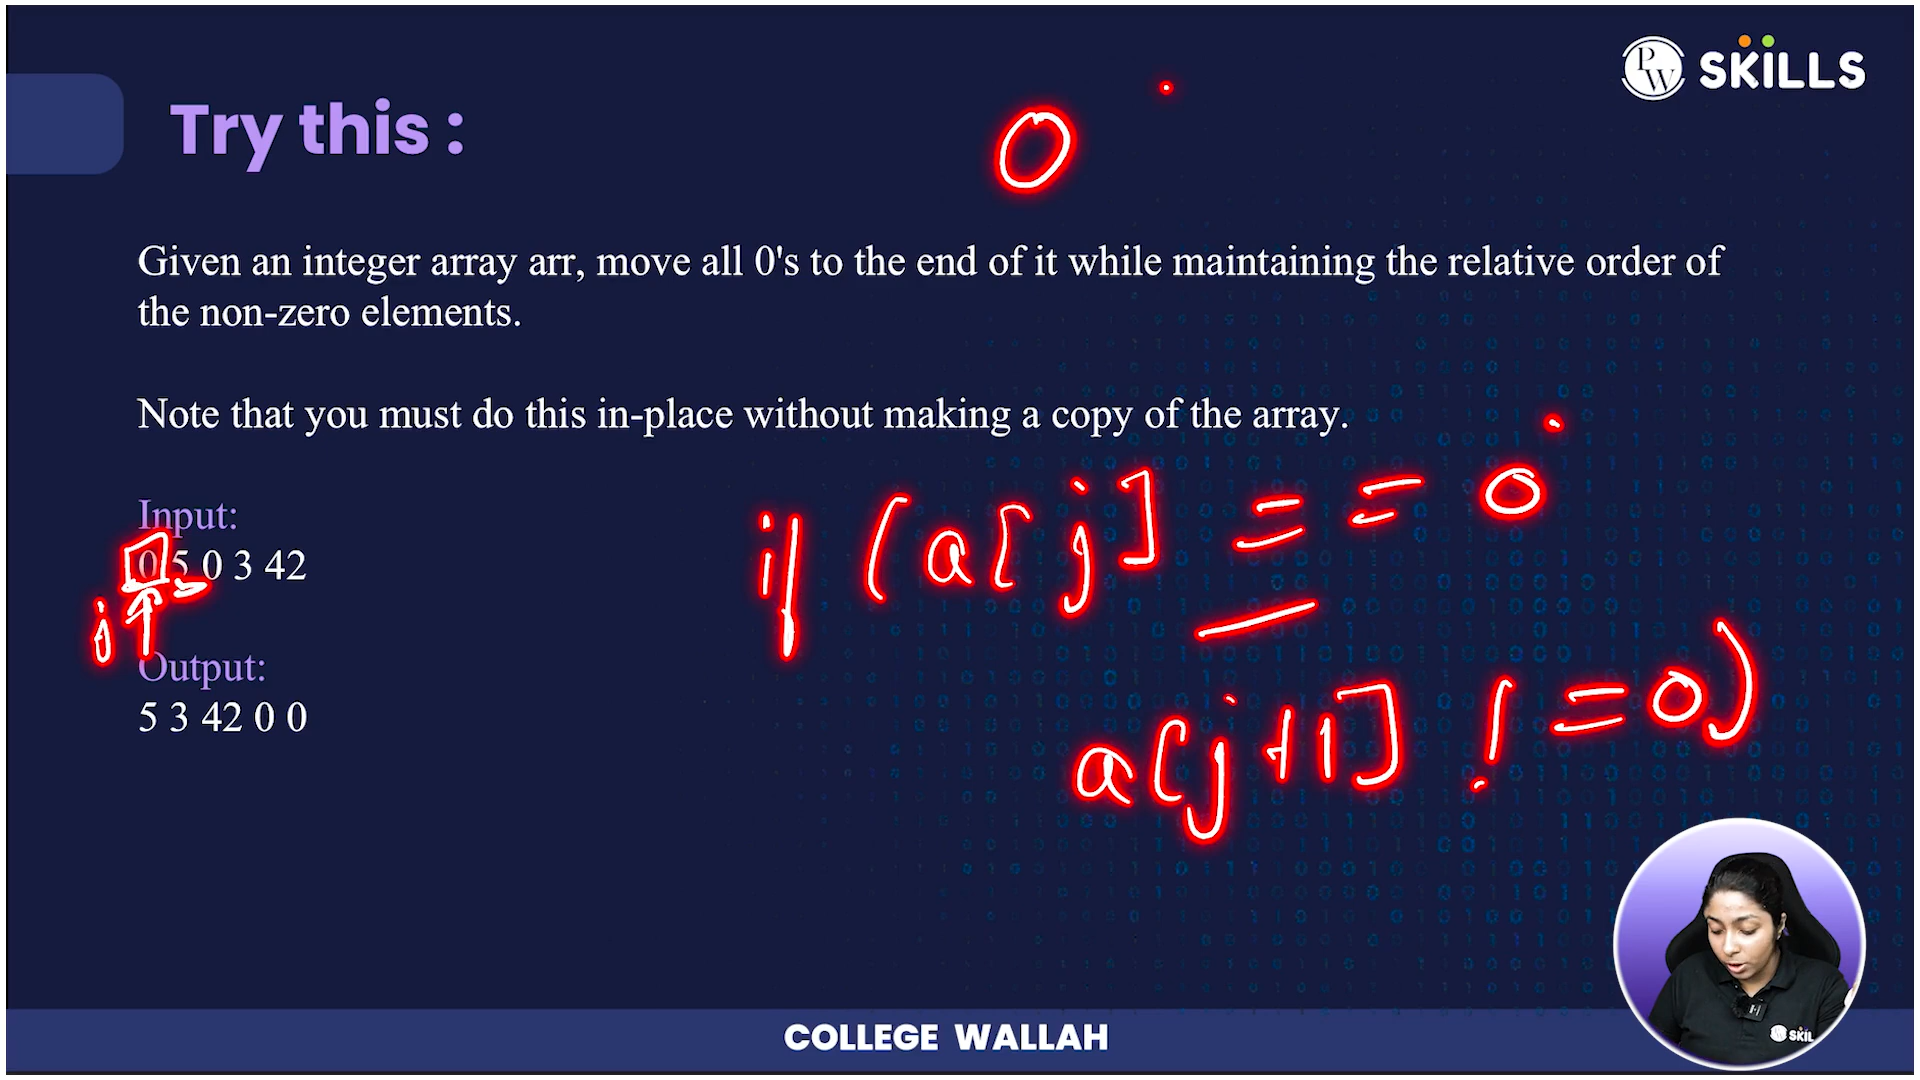 PW SKILLS
Try this :
0
Given an integer array arr, move all 0's to the end of it while maintaining the relative order of
the non-zero elements.
Note that you must do this in-place without making a copy of the array.
Input:
0 5 0 3 42
j
Output:
5 3 42 0 0
if (a[j] == = 0
a[j+1] != 0)
SKIL
COLLEGE WALLAH